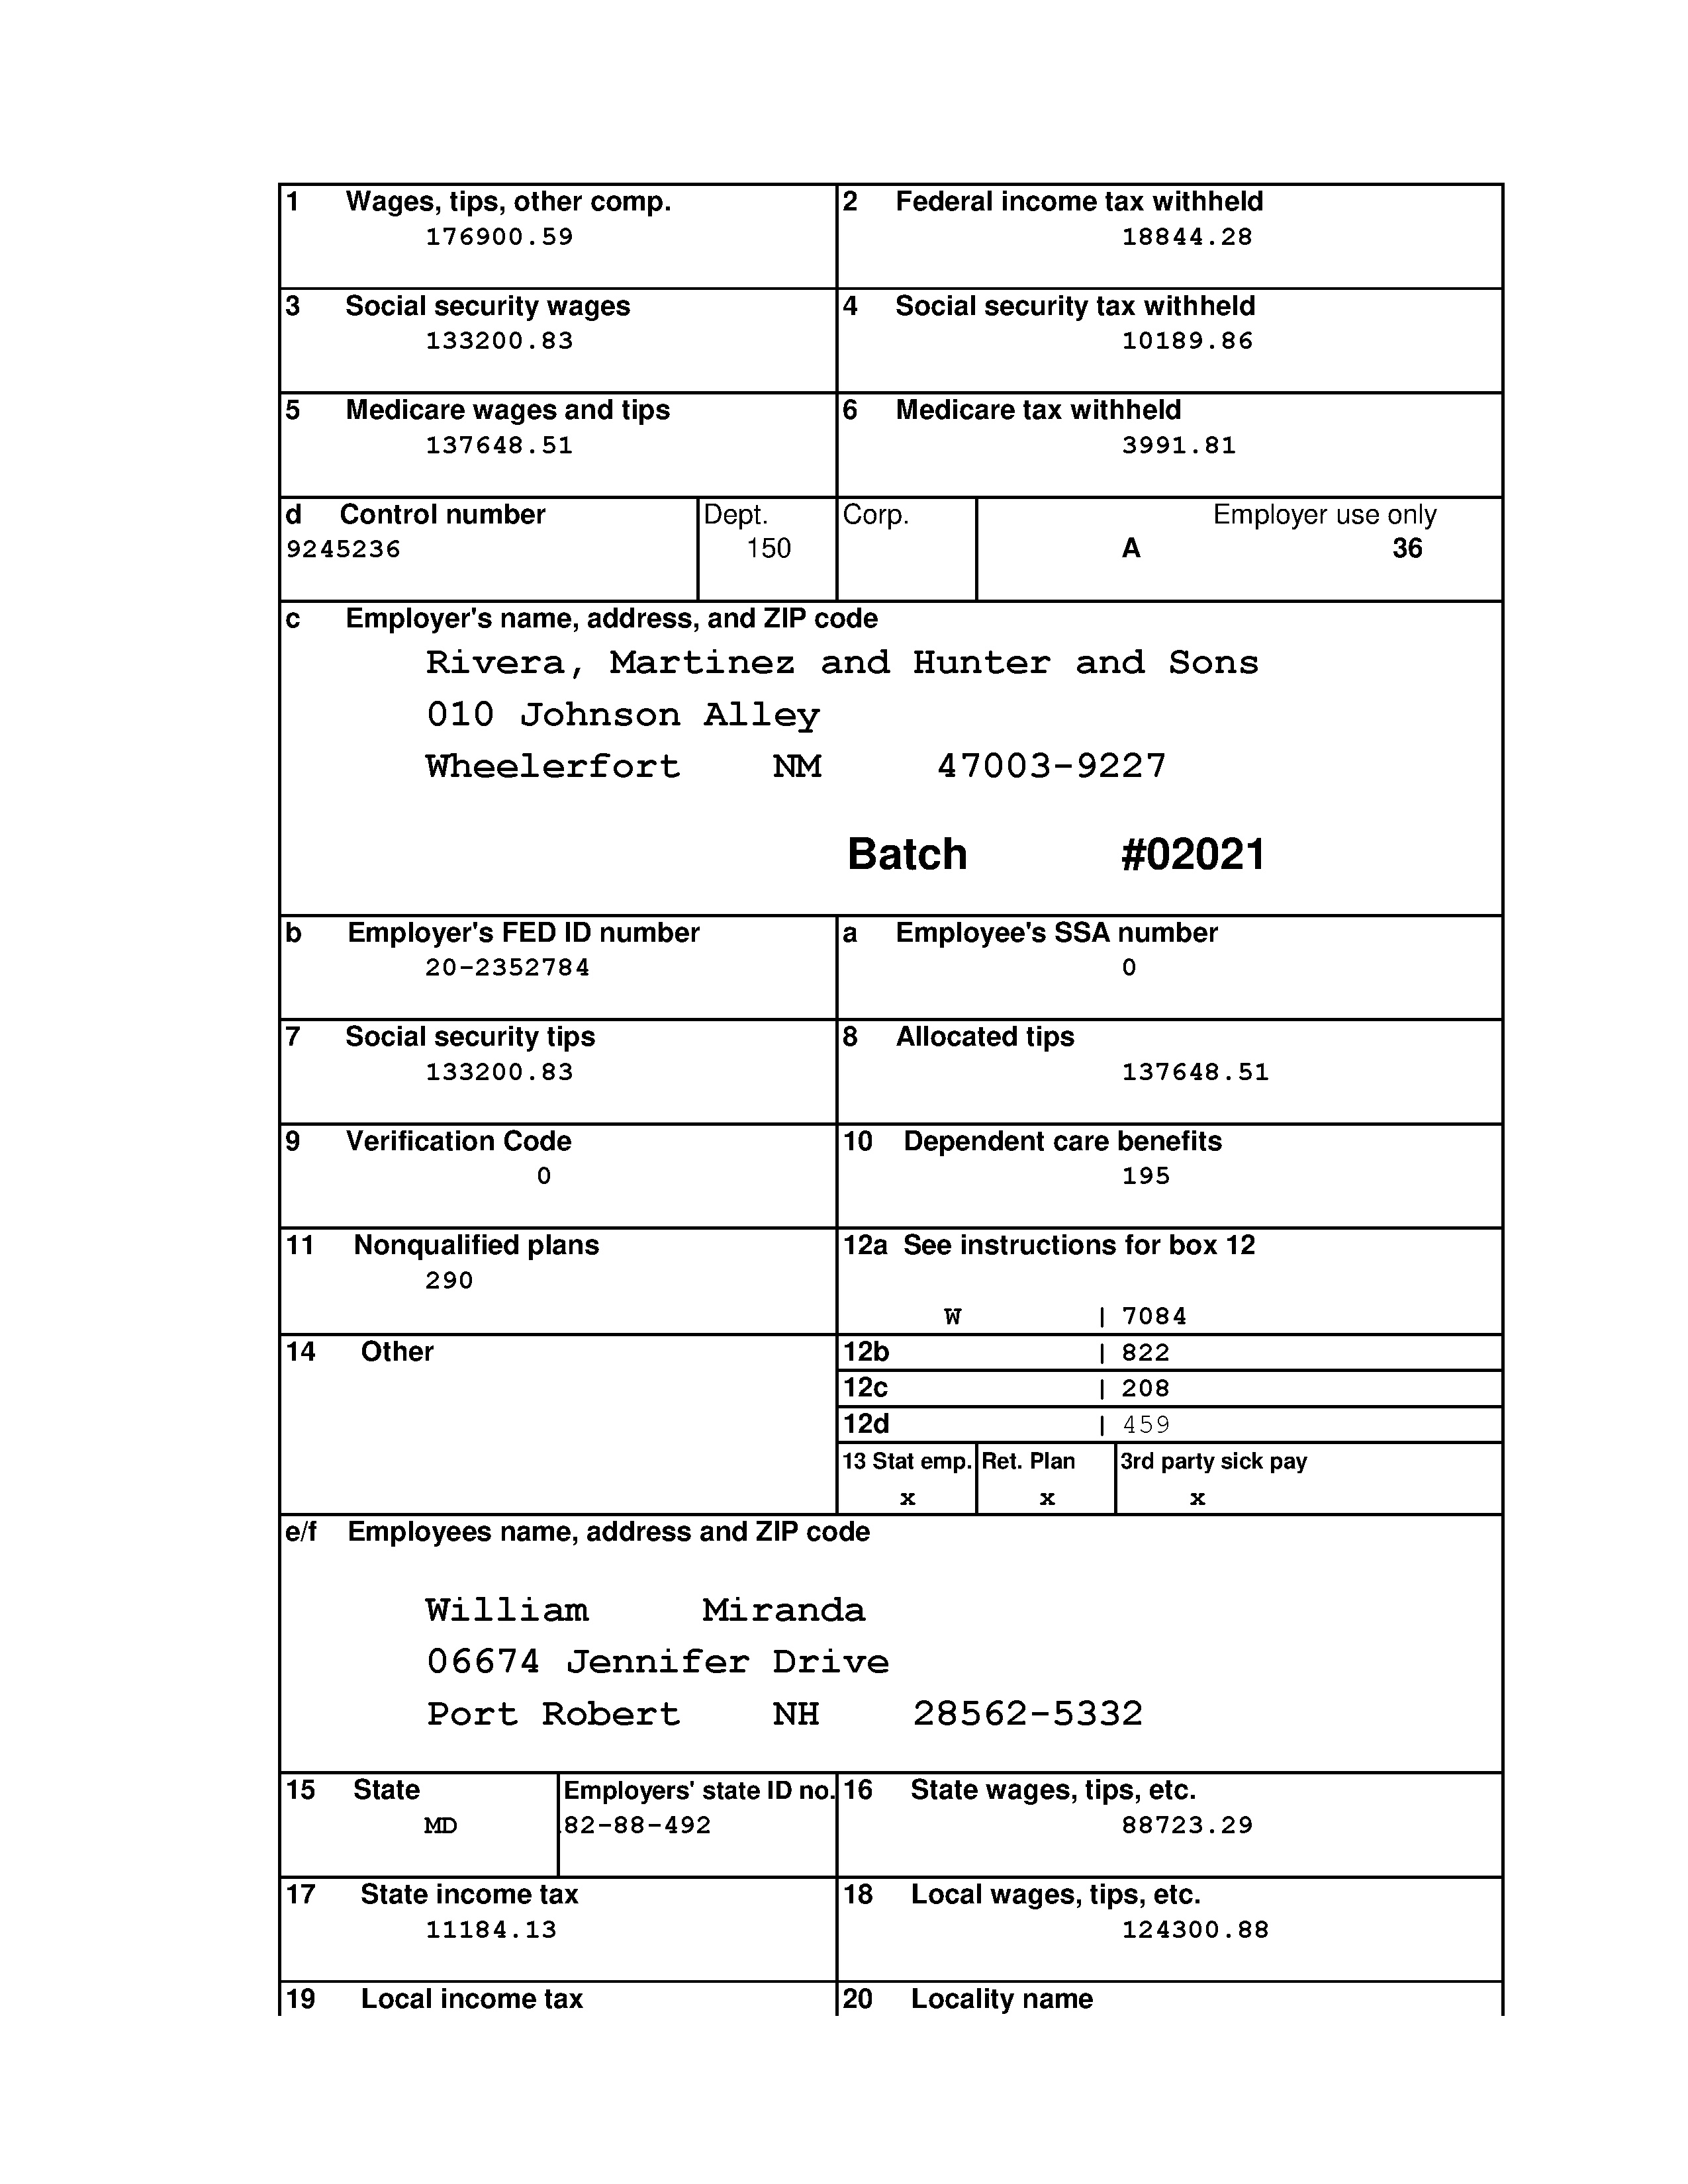 1 Wages, tips, other comp. 2 Federal income tax withheld
176900.59 18844.28
3 Social security wages 4 Social security tax withheld
133200.83 10189.86
5 Medicare wages and tips 6 Medicare tax withheld
137648.51 3991.81
d Control number Dept. Corp. Employer use only
9245236 150 A 36
c Employer's name, address, and ZIP code
Rivera, Martinez and Hunter and Sons
010 Johnson Alley
Wheelerfort NM 47003-9227
Batch #02021
b Employer's FED ID number a Employee's SSA number
20-2352784 0
7 Social security tips 8 Allocated tips
133200.83 137648.51
9 Verification Code 10 Dependent care benefits
0 195
11 Nonqualified plans 12a See instructions for box 12
290
W | 7084
14 Other 12b | 822
12c | 208
12d | 459
13 Stat emp. Ret. Plan 3rd party sick pay
x x x
e/f Employees name, address and ZIP code
William Miranda
06674 Jennifer Drive
Port Robert NH 28562-5332
15 State Employers' state ID no. 16 State wages, tips, etc.
MD 82-88-492 88723.29
17 State income tax 18 Local wages, tips, etc.
11184.13 124300.88
19 Local income tax 20 Locality name